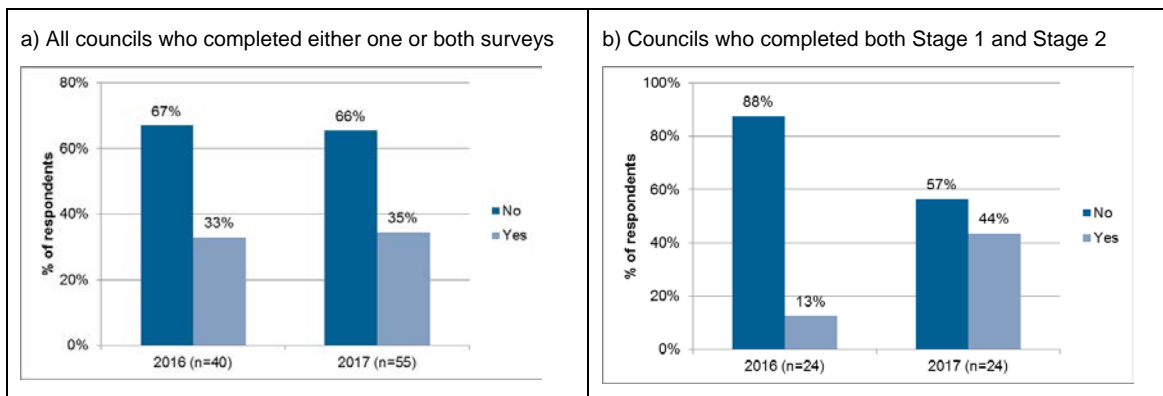 a) All councils who completed either one or both surveys
80%
67%
66%
60%
% of respondents
40%
33%
35%
No
Yes
20%
0%
2016 (n=40)
2017 (n=55)
b) Councils who completed both Stage 1 and Stage 2
100%
88%
80%
% of respondents
60%
57%
44%
No
Yes
40%
20%
13%
0%
2016 (n=24)
2017 (n=24)